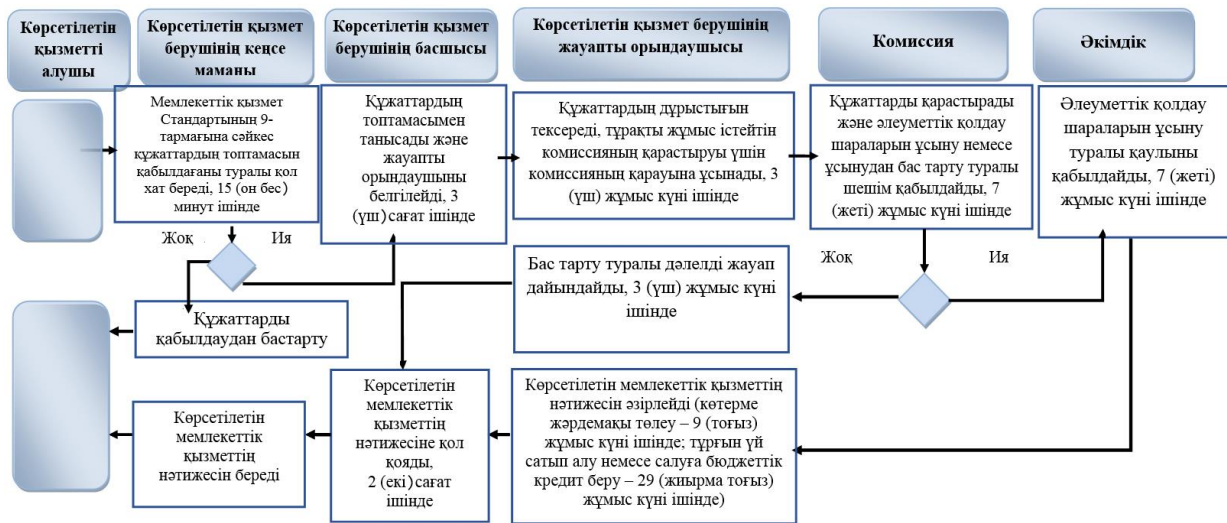 Көрсетілетін
қызметті
алушы
Көрсетілетін қызмет
берушінің кеңсе
маманы
Көрсетілетін қызмет
берушінің басшысы
Көрсетілетін қызмет берушінің
жауапты орындаушысы
Комиссия
Әкімдік
Мемлекеттік қызмет
Стандартының 9-
тармағына сәйкес
құжаттардың топтамасын
қабылдағаны туралы қол
хат береді, 15 (он бес)
минут ішінде
Құжаттардың
топтамасымен
танысады және
жауапты
орындаушыны
белгілейді, 3
(үш) сағат ішінде
Құжаттардың дұрыстығын
тексереді, тұрақты жұмыс істейтін
комиссияның қарастыруы үшін
комиссияның қарауына ұсынады, 3
(үш) жұмыс күні ішінде
Құжаттарды қарастырады
және әлеуметтік қолдау
шараларын ұсыну немесе
ұсынудан бас тарту туралы
шешім қабылдайды, 7
(жеті) жұмыс күні ішінде
Әлеуметтік қолдау
шараларын ұсыну
туралы қаулыны
қабылдайды, 7 (жеті)
жұмыс күні ішінде
Жоқ
Ия
Бас тарту туралы дәлелді жауап
дайындайды, 3 (үш) жұмыс күні
ішінде
Жоқ
Ия
Құжаттарды
қабылдаудан бастарту
Көрсетілетін
мемлекеттік
қызметтің
нәтижесін береді
Көрсетілетін
мемлекеттік
қызметтің
нәтижесіне қол
қояды,
2 (екі) сағат
ішінде
Көрсетілетін мемлекеттік қызметтің
нәтижесін әзірлейді (көтерме
жәрдемақы төлеу – 9 (тоғыз)
жұмыс күні ішінде; тұрғын үй
сатып алу немесе салуға бюджеттік
кредит беру – 29 (жиырма тоғыз)
жұмыс күні ішінде)